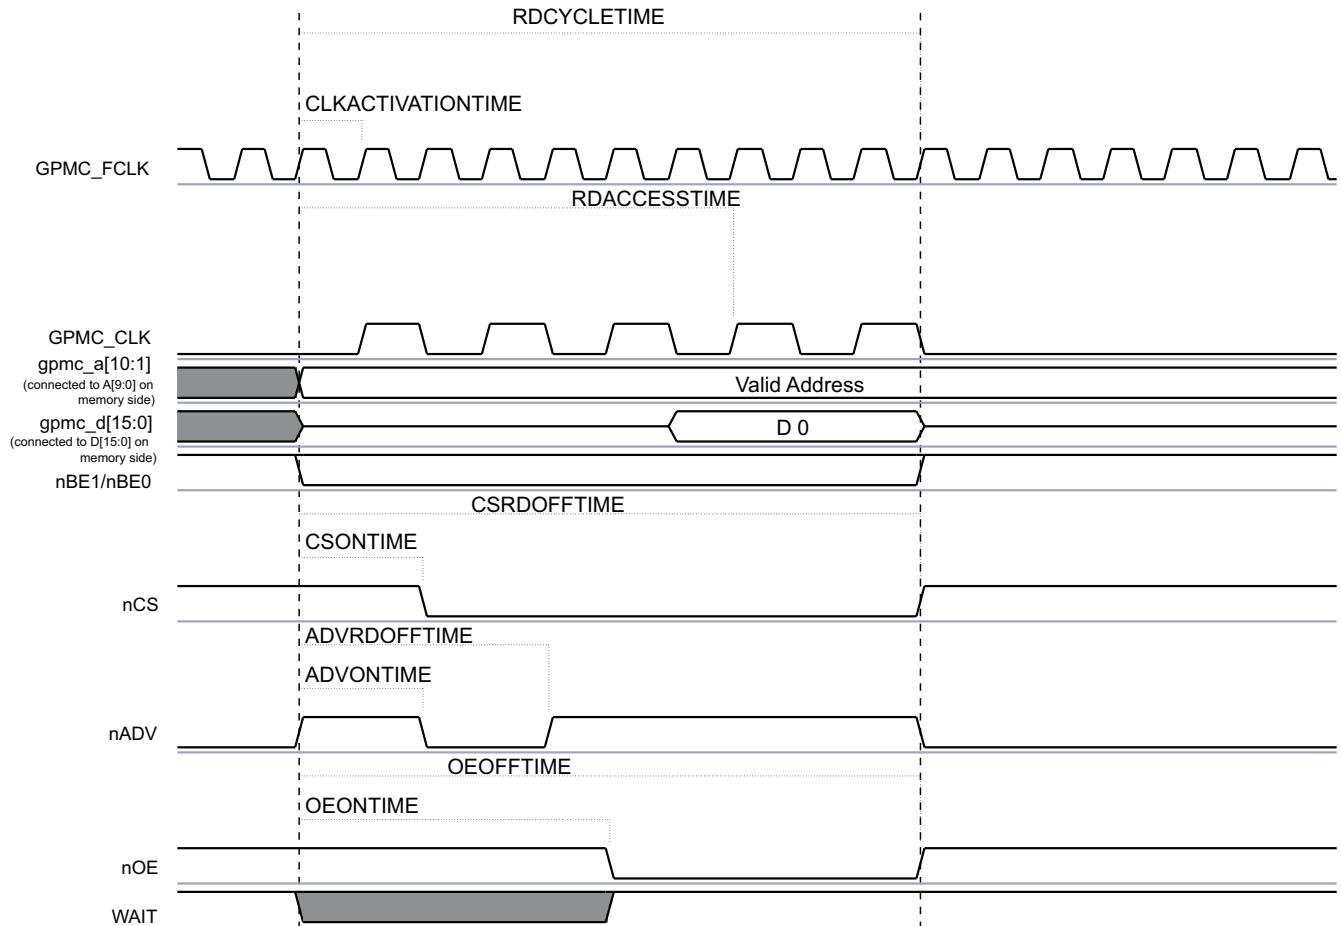 RDCYCLETIME
CLKACTIVATIONTIME
GPMC_FCLK
RDACCESSTIME
GPMC_CLK
gpmc_a[10:1]
(connected to A[9:0] on
memory side)
Valid Address
gpmc_d[15:0]
(connected to D[15:0] on
memory side)
D 0
nBE1/nBE0
CSRDOFFTIME
CSONTIME
nCS
ADVRDOFFTIME
ADVONTIME
nADV
OEOFFTIME
OEONTIME
nOE
WAIT